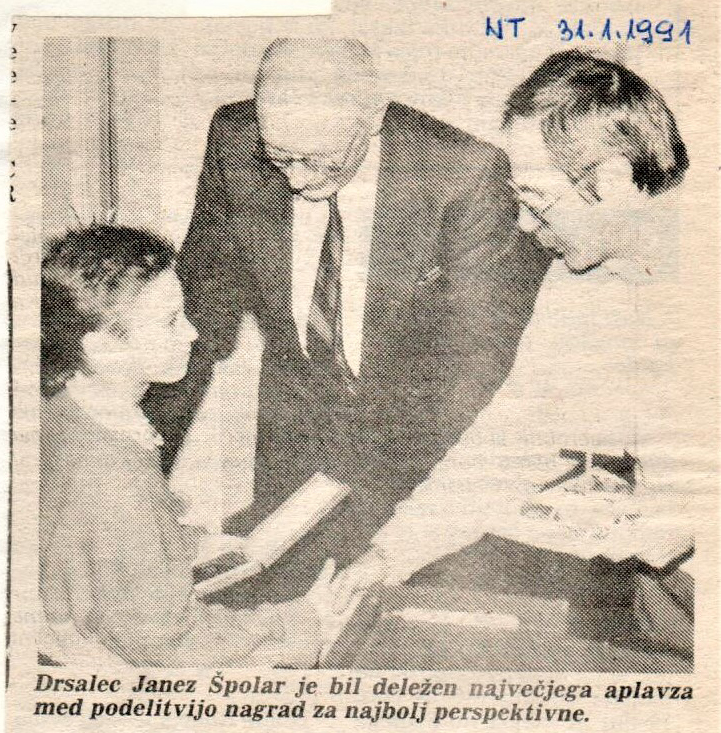 NT 31.1.1991
Drsalec Janez Špolar je bil deležen največjega aplavza
med podelitvijo nagrad za najbolj perspektivne.